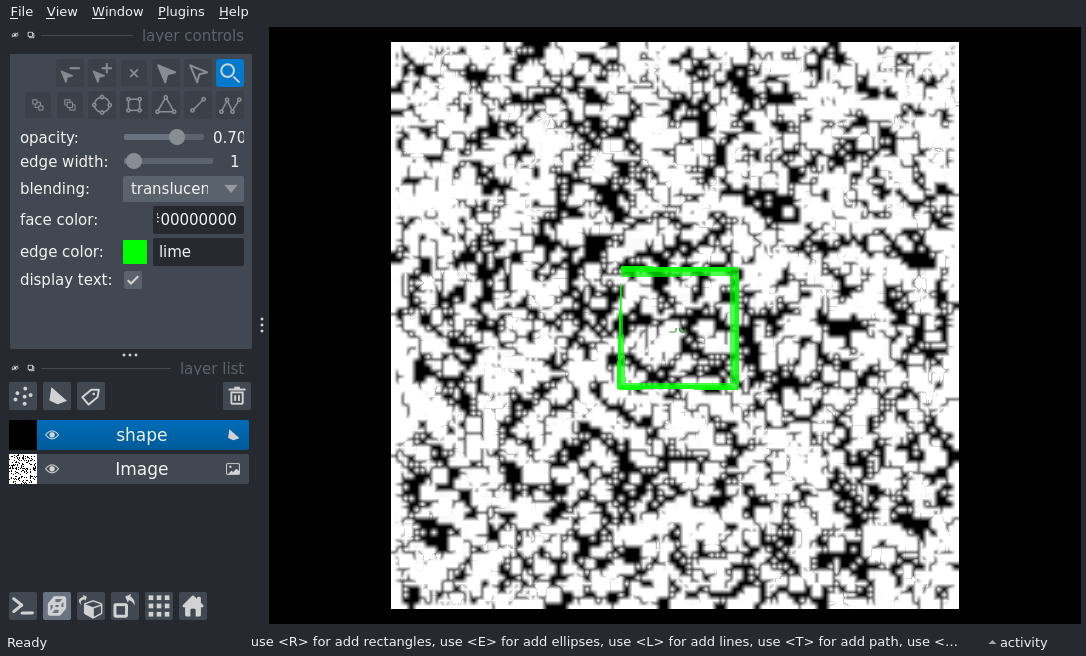 File View Window Plugins Help
layer controls
opacity: 0.70
edge width: 1
blending: translucen
face color: 00000000
edge color: lime
display text:
layer list
shape
Image
Ready use <R> for add rectangles, use <E> for add ellipses, use <L> for add lines, use <T> for add path, use <... activity